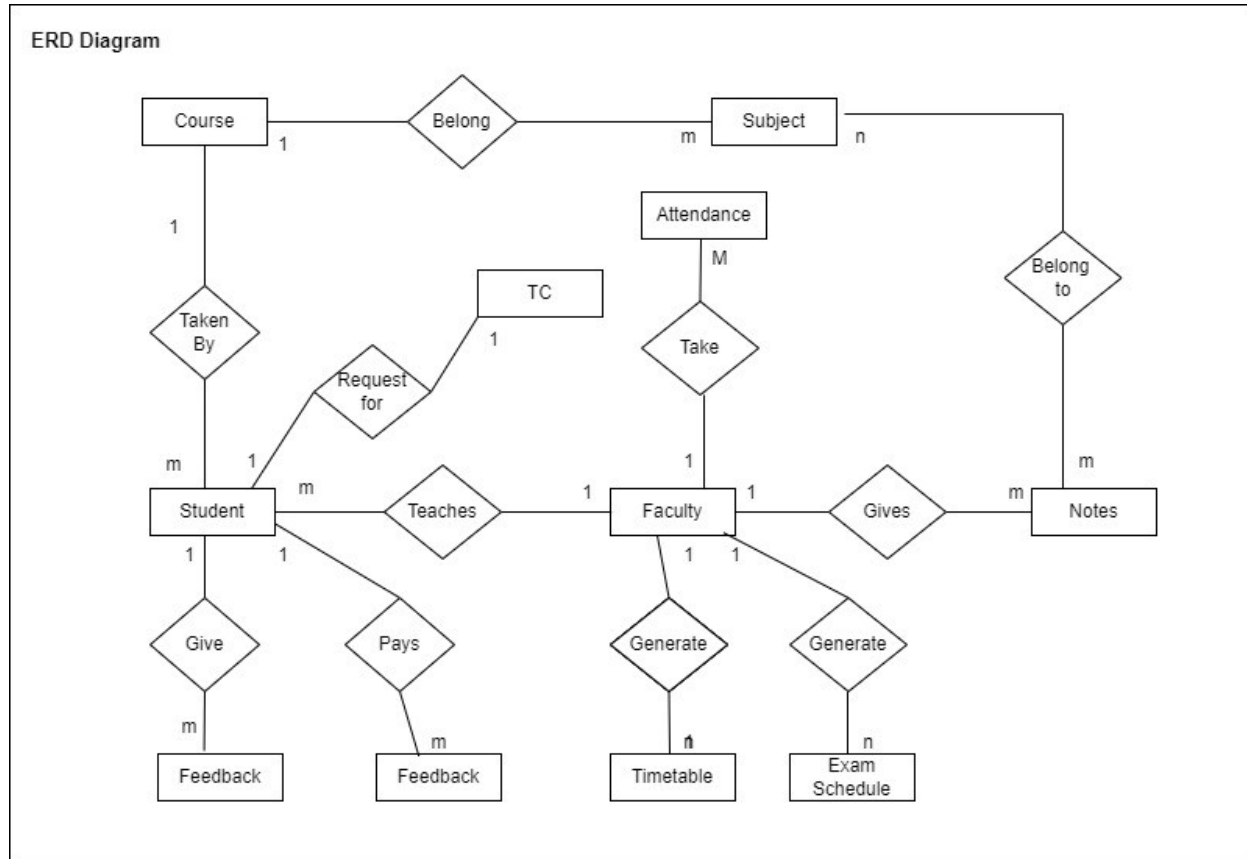 ERD Diagram
Course
1
Belong
m
Subject
n
Attendance
M
1
TC
1
Belong
to
Taken
By
Request
for
Take
m
1
m
1
1
1
m
m
Student
Teaches
Faculty
Gives
Notes
1
1
1
1
Give
Pays
Generate
Generate
m
m
n
Feedback
Feedback
Timetable
Exam
Schedule